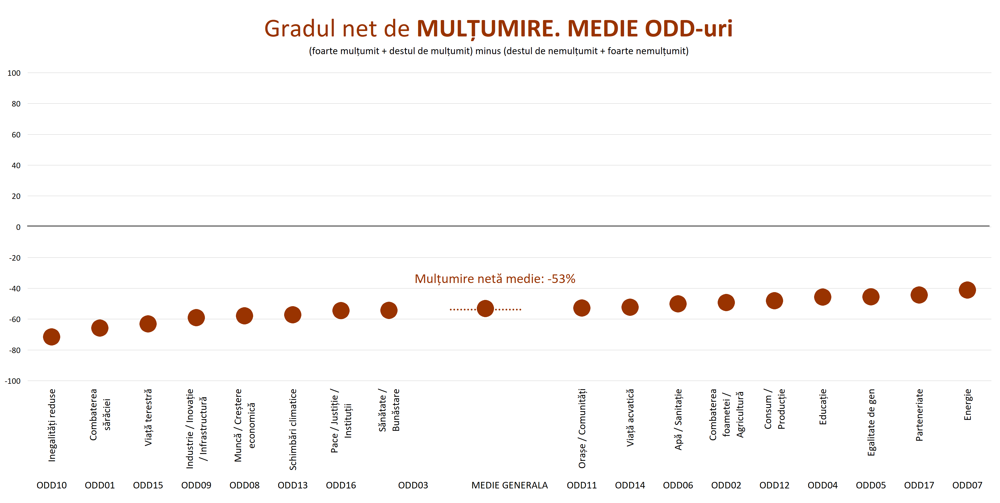 Gradul net de MULȚUMIRE. MEDIE ODD-uri
(foarte mulțumit + destul de mulțumit) minus (destul de nemulțumit + foarte nemulțumit)
100
80
60
40
20
0
-20
-40
-60
-80
-100
Mulțumire netă medie: -53%
Inegalități reduse
Combaterea
sărăciei
Viață terestră
Industrie / Inovație
/ Infrastructură
Muncă / Creștere
economică
Schimbări climatice
Pace / Justiție /
Instituții
Sănătate /
Bunăstare
Orașe / Comunități
Viață acvatică
Apă / Sanitație
Combaterea
foametei /
Agricultură
Consum /
Producție
Educație
Egalitate de gen
Parteneriate
Energie
ODD10 ODD01 ODD15 ODD09 ODD08 ODD13 ODD16 ODD03 MEDIE GENERALA ODD11 ODD14 ODD06 ODD02 ODD12 ODD04 ODD05 ODD17 ODD07